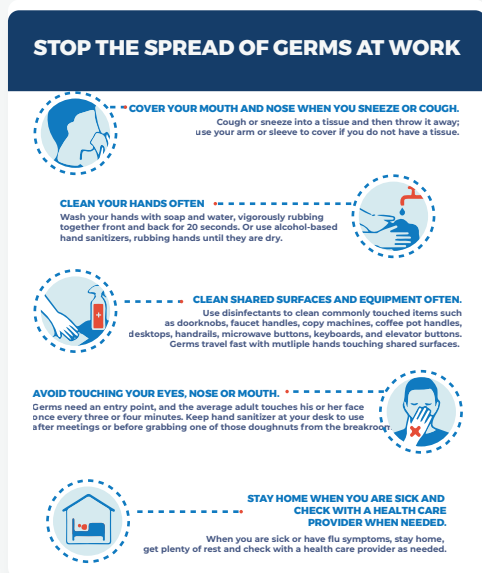 STOP THE SPREAD OF GERMS AT WORK
COVER YOUR MOUTH AND NOSE WHEN YOU SNEEZE OR COUGH.
Cough or sneeze into a tissue and then throw it away;
use your arm or sleeve to cover if you do not have a tissue.
CLEAN YOUR HANDS OFTEN
Wash your hands with soap and water, vigorously rubbing
together front and back for 20 seconds. Or use alcohol-based
hand sanitizers, rubbing hands until they are dry.
CLEAN SHARED SURFACES AND EQUIPMENT OFTEN.
Use disinfectants to clean commonly touched items such
as doorknobs, faucet handles, copy machines, coffee pot handles,
desktops, handrails, microwave buttons, keyboards, and elevator buttons.
Germs travel fast with mutliple hands touching shared surfaces.
AVOID TOUCHING YOUR EYES, NOSE OR MOUTH.
Germs need an entry point, and the average adult touches his or her face
once every three or four minutes. Keep hand sanitizer at your desk to use
after meetings or before grabbing one of those doughnuts from the breakroom.
STAY HOME WHEN YOU ARE SICK AND
CHECK WITH A HEALTH CARE
PROVIDER WHEN NEEDED.
When you are sick or have flu symptoms, stay home,
get plenty of rest and check with a health care provider as needed.